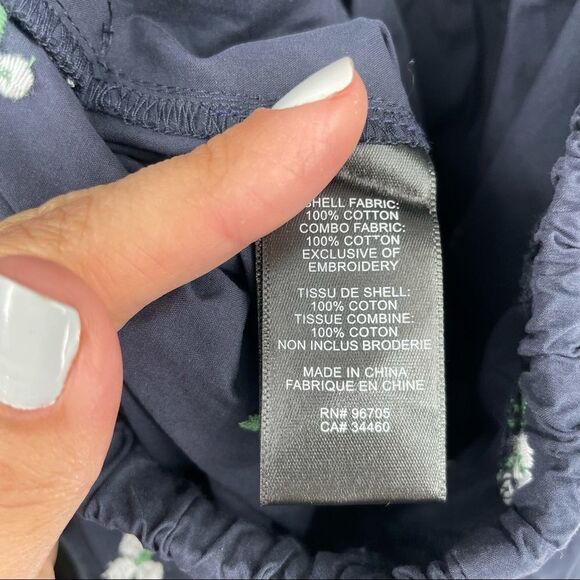 SHELL FABRIC:
100% COTTON
COMBO FABRIC:
100% COTTON
EXCLUSIVE OF
EMBROIDERY
TISSU DE SHELL:
100% COTON
TISSUE COMBINE:
100% COTON
NON INCLUS BRODERIE
MADE IN CHINA
FABRIQUE EN CHINE
RN# 96705
CA# 34460